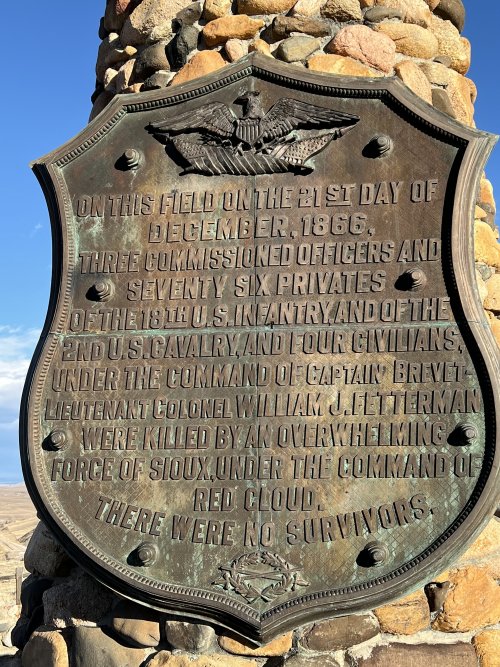 ON THIS FIELD ON THE 21ST DAY OF
DECEMBER, 1866,
THREE COMMISSIONED OFFICERS AND
SEVENTY SIX PRIVATES
OF THE 18TH U.S. INFANTRY, AND OF THE
2ND U.S. CAVALRY, AND FOUR CIVILIANS,
UNDER THE COMMAND OF CAPTAIN BREVET-
LIEUTENANT COLONEL WILLIAM J. FETTERMAN
WERE KILLED BY AN OVERWHELMING
FORCE OF SIOUX, UNDER THE COMMAND OF
RED CLOUD.
THERE WERE NO SURVIVORS.